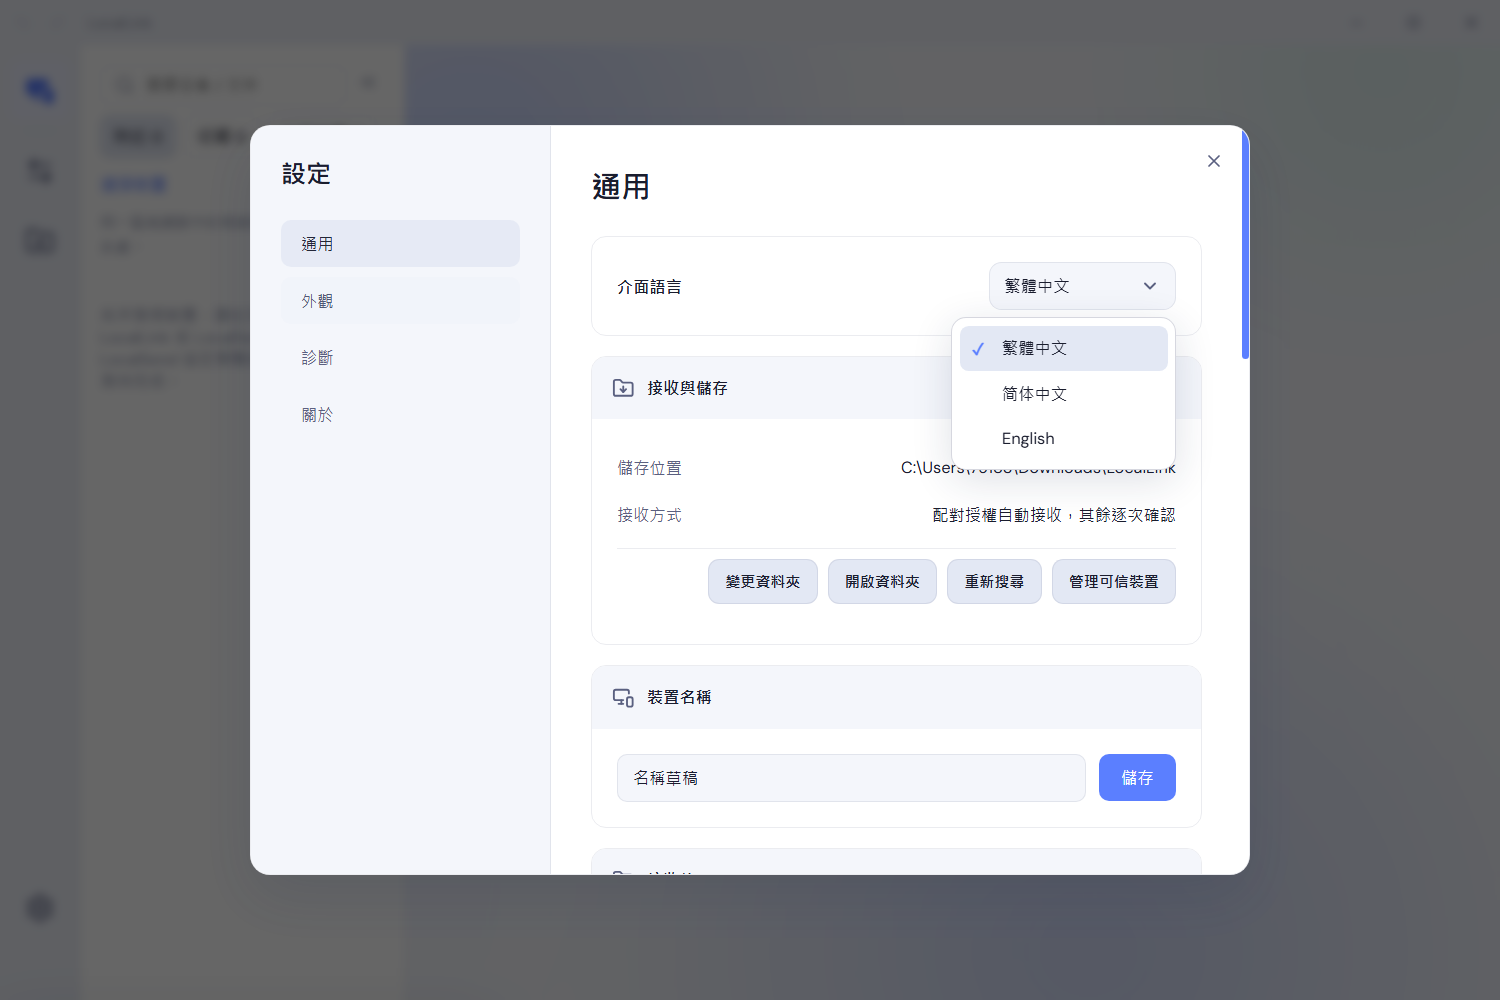 設定
通用
外觀
診斷
關於
通用
介面語言
繁體中文
繁體中文
简体中文
English
接收與儲存
儲存位置
C:\Users\
接收方式
配對授權自動接收，其餘逐次確認
變更資料夾
開啟資料夾
重新搜尋
管理可信裝置
裝置名稱
名稱草稿
儲存